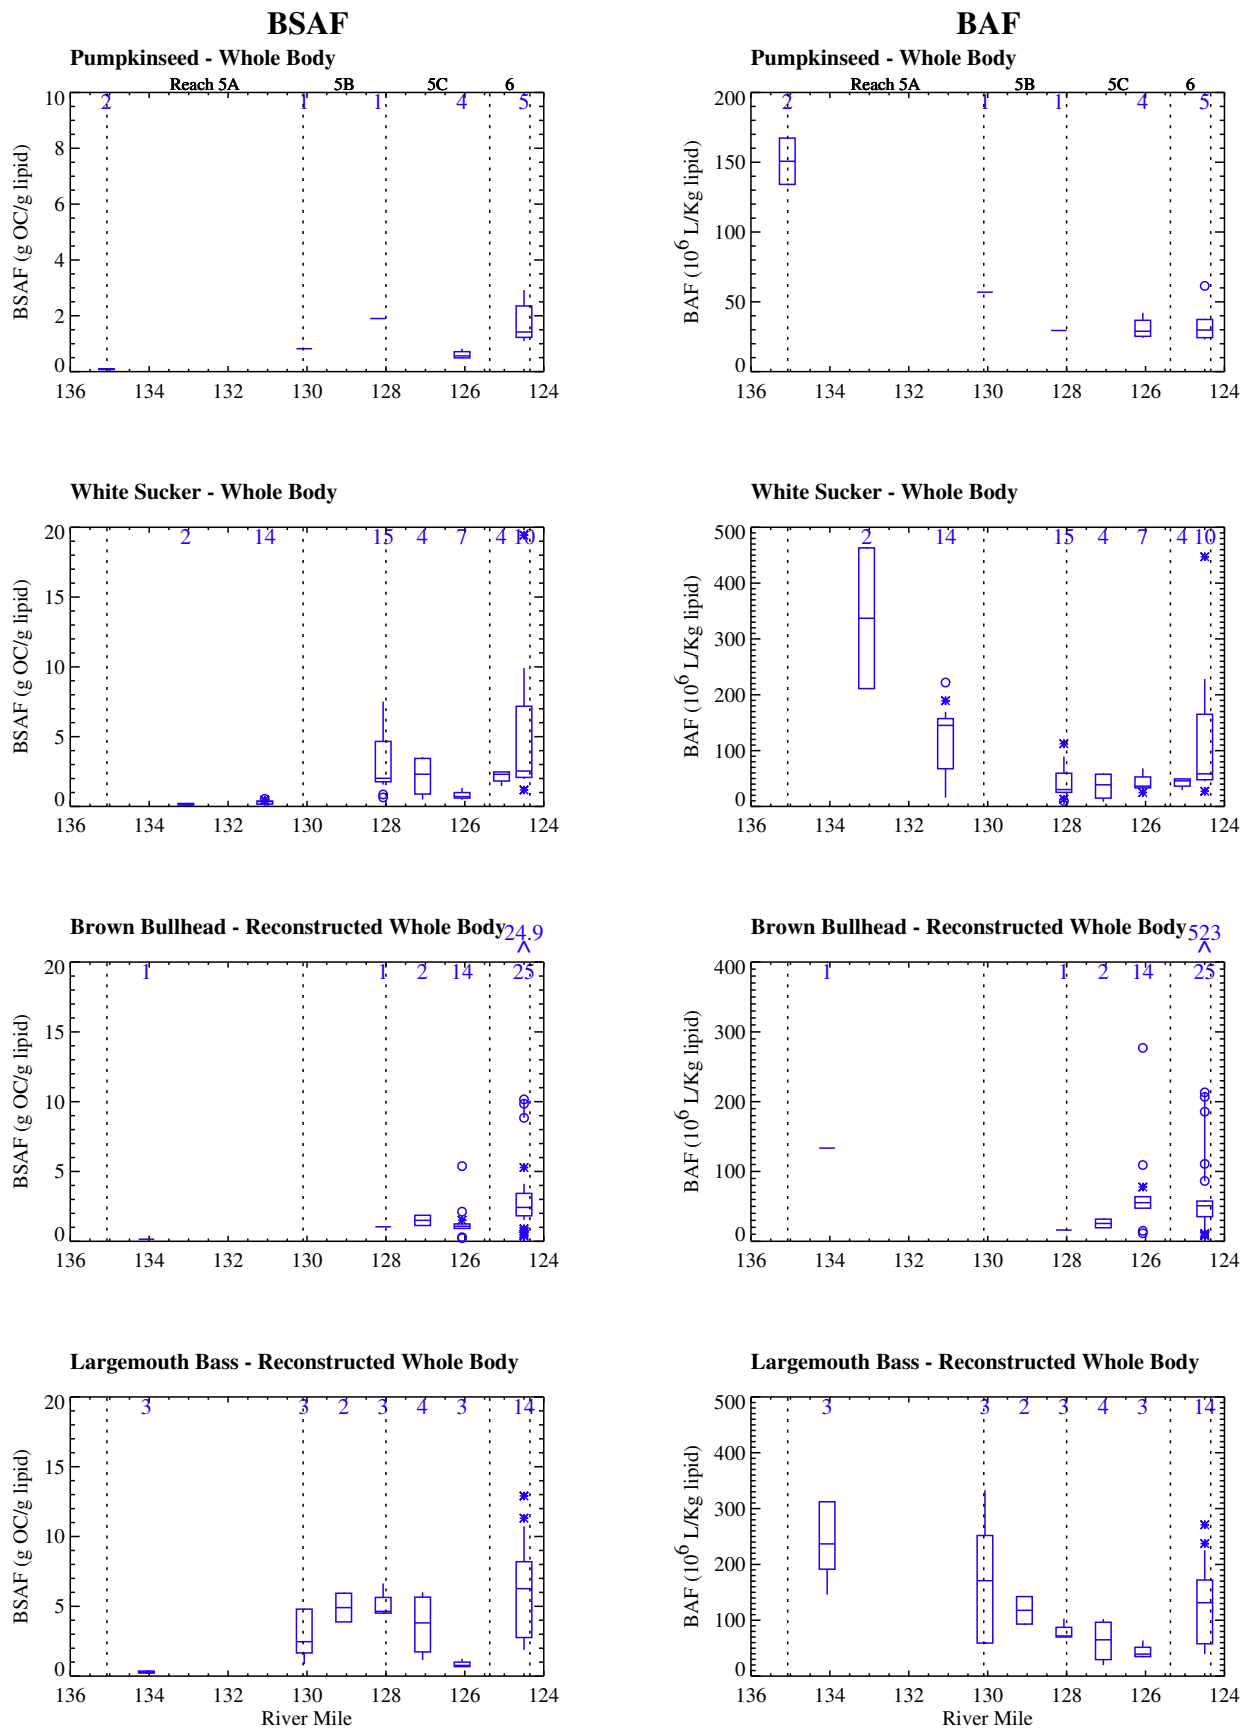 BSAF
BAF
Pumpkinseed - Whole Body
Reach 5A 5B 5C 6
2 1 1 4 5
10
8
6
4
2
0
BSAF (g OC/g lipid)
136 134 132 130 128 126 124
Pumpkinseed - Whole Body
Reach 5A 5B 5C 6
2 1 1 4 5
200
150
100
50
0
BAF (10^6 L/Kg lipid)
136 134 132 130 128 126 124
White Sucker - Whole Body
2 14 15 4 7 4 10
20
15
10
5
0
BSAF (g OC/g lipid)
136 134 132 130 128 126 124
White Sucker - Whole Body
2 14 15 4 7 4 10
500
400
300
200
100
0
BAF (10^6 L/Kg lipid)
136 134 132 130 128 126 124
Brown Bullhead - Reconstructed Whole Body
24.9
^
1 1 2 14 25
20
15
10
5
0
BSAF (g OC/g lipid)
136 134 132 130 128 126 124
Brown Bullhead - Reconstructed Whole Body
523
^
1 1 2 14 25
400
300
200
100
0
BAF (10^6 L/Kg lipid)
136 134 132 130 128 126 124
Largemouth Bass - Reconstructed Whole Body
3 3 2 3 4 3 14
20
15
10
5
0
BSAF (g OC/g lipid)
136 134 132 130 128 126 124
River Mile
Largemouth Bass - Reconstructed Whole Body
3 3 2 3 4 3 14
500
400
300
200
100
0
BAF (10^6 L/Kg lipid)
136 134 132 130 128 126 124
River Mile